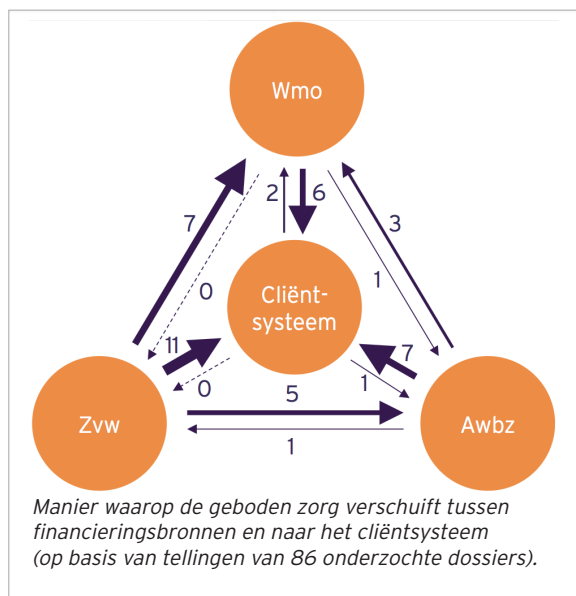 Wmo
7
2
6
3
0
Cliënt-
systeem
1
11
7
0
1
Zvw
5
Awbz
1
Manier waarop de geboden zorg verschuift tussen
financieringsbronnen en naar het cliëntsysteem
(op basis van tellingen van 86 onderzochte dossiers).